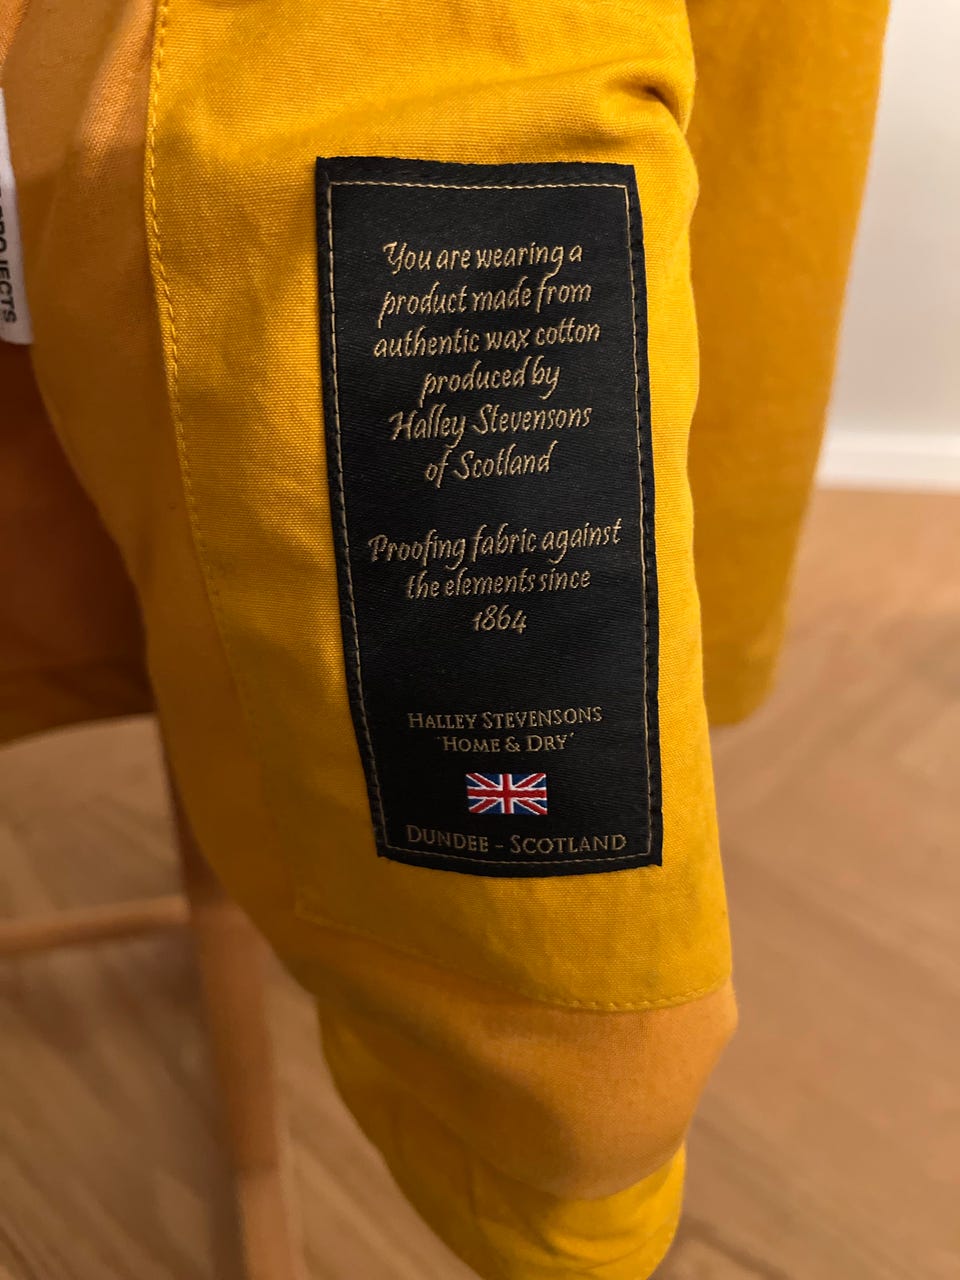 You are wearing a
product made from
authentic wax cotton
produced by
Halley Stevensons
of Scotland
Proofing fabric against
the elements since
1864
HALLEY STEVENSONS
'HOME & DRY'
DUNDEE - SCOTLAND